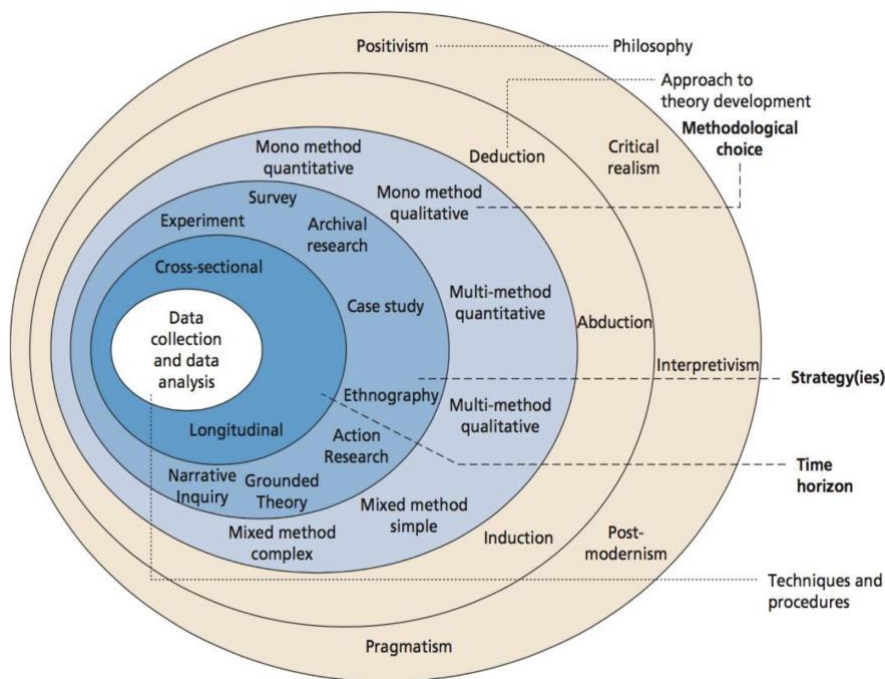 Positivism
Philosophy
Approach to
theory development
Methodological
choice
Critical
realism
Deduction
Mono method
quantitative
Mono method
qualitative
Survey
Experiment
Archival
research
Cross-sectional
Case study
Multi-method
quantitative
Data
collection
and data
analysis
Abduction
Interpretivism
Strategy(ies)
Ethnography
Multi-method
qualitative
Longitudinal
Action
Research
Time
horizon
Narrative
Inquiry
Grounded
Theory
Mixed method
simple
Mixed method
complex
Induction
Post-
modernism
Techniques and
procedures
Pragmatism